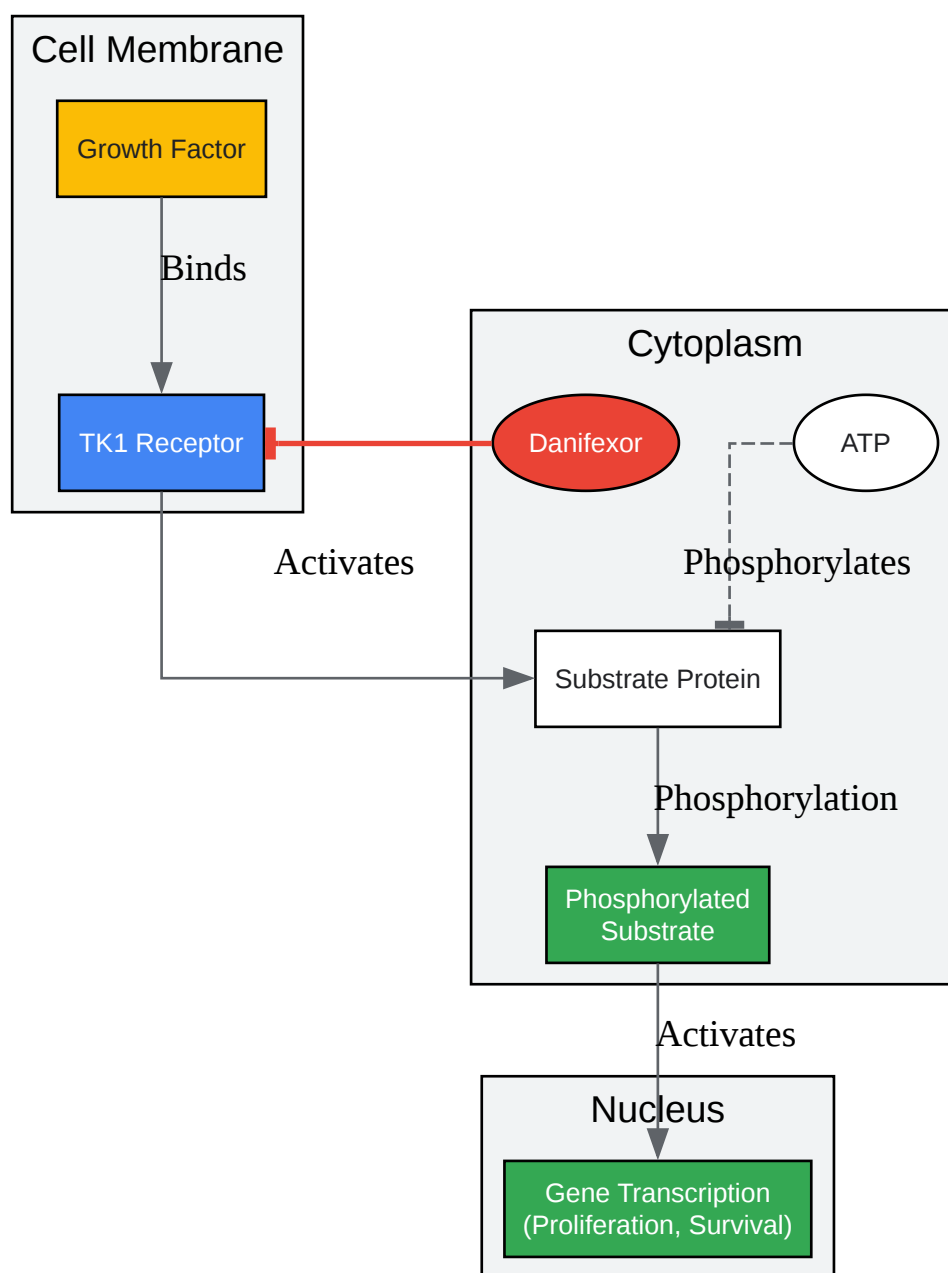 Cell Membrane
Growth Factor
Binds
Cytoplasm
TK1 Receptor
Danifexor
ATP
Activates
Phosphorylates
Substrate Protein
Phosphorylation
Phosphorylated
Substrate
Activates
Nucleus
Gene Transcription
(Proliferation, Survival)